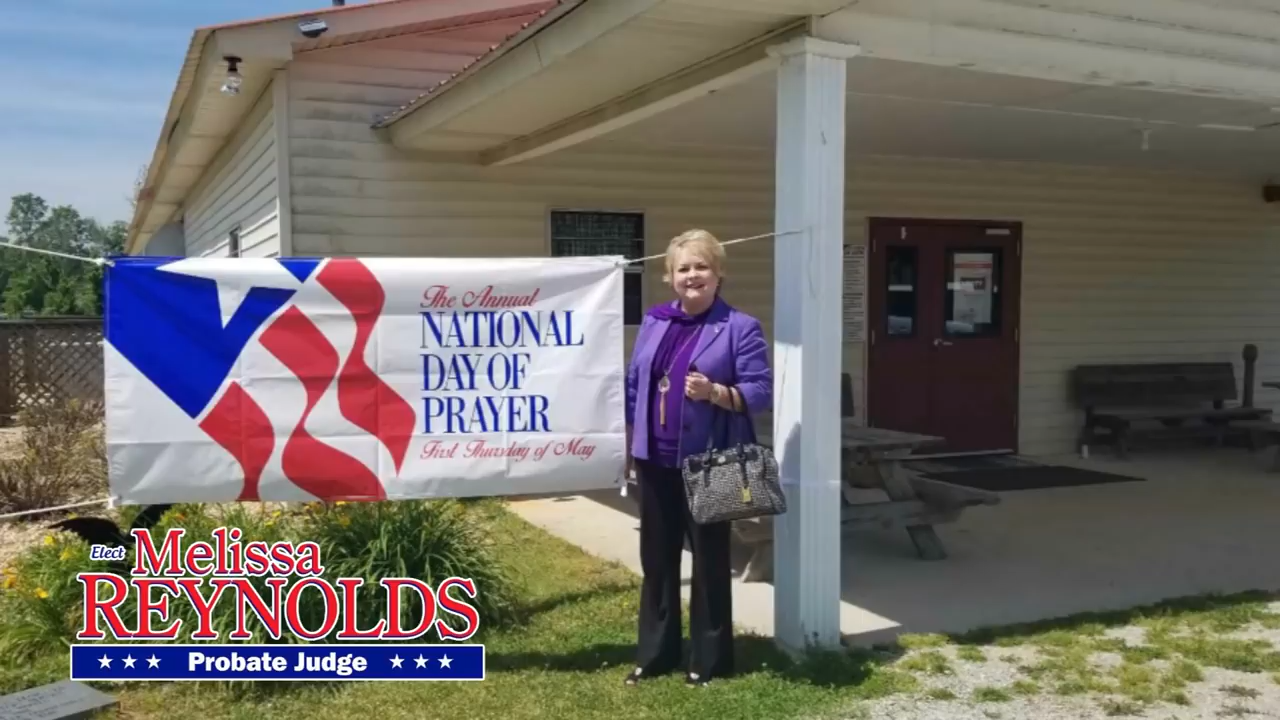 The Annual
NATIONAL
DAY OF
PRAYER
First Thursday of May
Elect
Melissa
REYNOLDS
Probate Judge